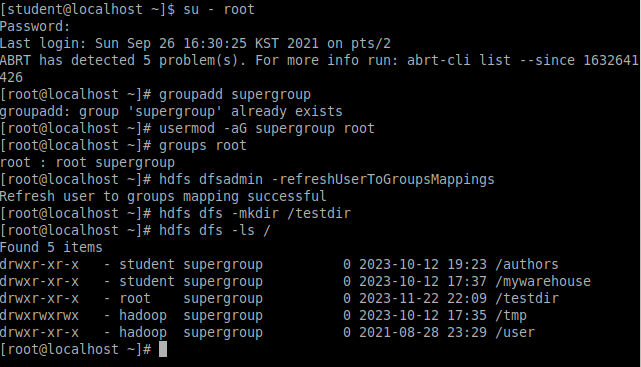 [student@localhost ~]$ su - root
Password:
Last login: Sun Sep 26 16:30:25 KST 2021 on pts/2
ABRT has detected 5 problem(s). For more info run: abrt-cli list --since 1632641
426
[root@localhost ~]# groupadd supergroup
groupadd: group 'supergroup' already exists
[root@localhost ~]# usermod -aG supergroup root
[root@localhost ~]# groups root
root : root supergroup
[root@localhost ~]# hdfs dfsadmin -refreshUserToGroupsMappings
Refresh user to groups mapping successful
[root@localhost ~]# hdfs dfs -mkdir /testdir
[root@localhost ~]# hdfs dfs -ls /
Found 5 items
drwxr-xr-x   - student supergroup          0 2023-10-12 19:23 /authors
drwxr-xr-x   - student supergroup          0 2023-10-12 17:37 /mywarehouse
drwxr-xr-x   - root    supergroup          0 2023-11-22 22:09 /testdir
drwxrwxrwx   - hadoop  supergroup          0 2023-10-12 17:35 /tmp
drwxr-xr-x   - hadoop  supergroup          0 2021-08-28 23:29 /user
[root@localhost ~]#